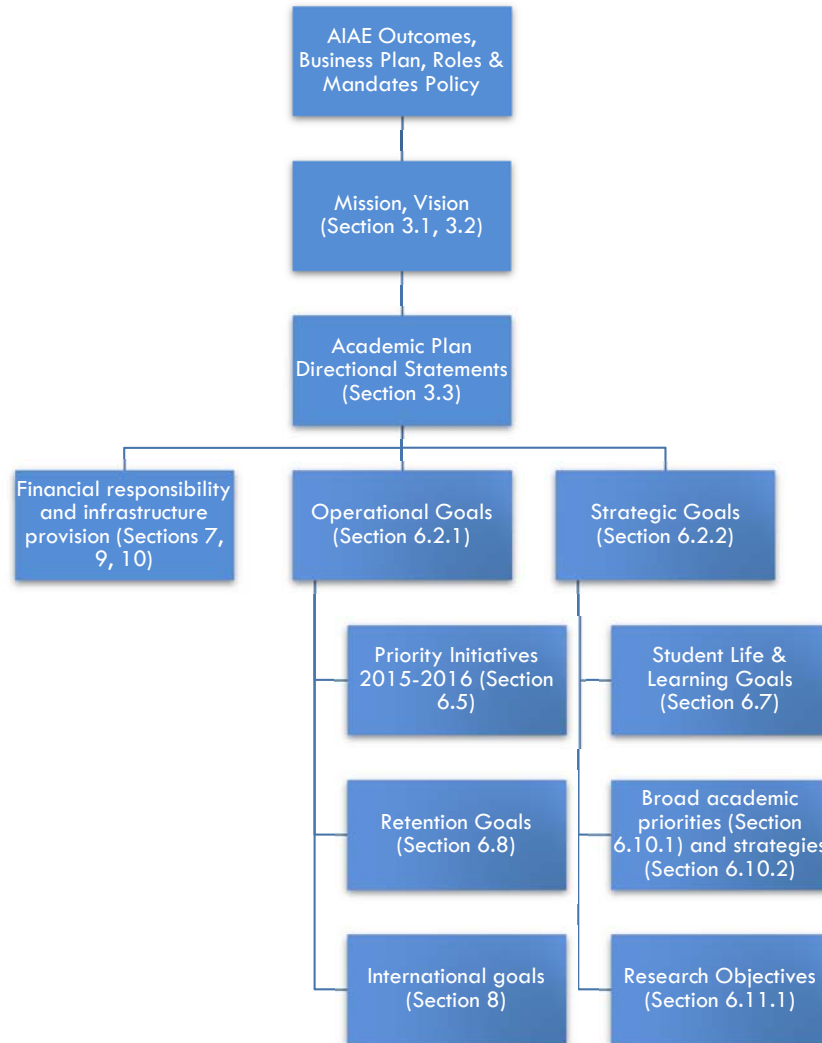 AIAE Outcomes,
Business Plan, Roles &
Mandates Policy
Mission, Vision
(Section 3.1, 3.2)
Academic Plan
Directional Statements
(Section 3.3)
Financial responsibility
and infrastructure
provision (Sections 7,
9, 10)
Operational Goals
(Section 6.2.1)
Strategic Goals
(Section 6.2.2)
Priority Initiatives
2015-2016 (Section
6.5)
Student Life &
Learning Goals
(Section 6.7)
Retention Goals
(Section 6.8)
Broad academic
priorities (Section
6.10.1) and strategies
(Section 6.10.2)
International goals
(Section 8)
Research Objectives
(Section 6.11.1)